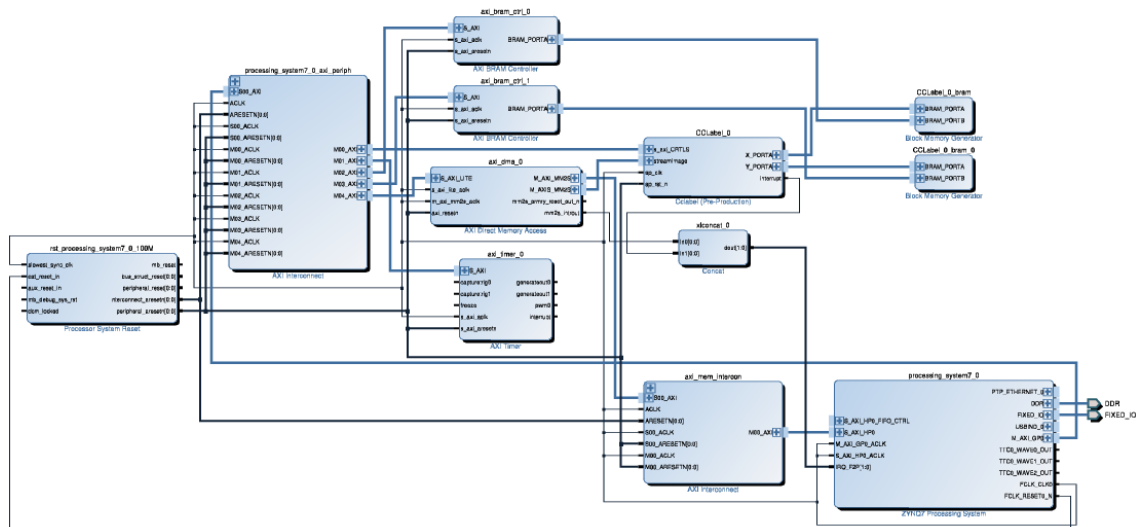 axi_bram_ctrl_0
S_AXI
s_axi_aclk
s_axi_aresetn
BRAM_PORTA
AXI BRAM Controller
axi_bram_ctrl_1
S_AXI
s_axi_aclk
s_axi_aresetn
BRAM_PORTA
AXI BRAM Controller
processing_system7_0_axi_periph
S00_AXI
ACLK
ARESETN[0:0]
S00_ACLK
S00_ARESETN[0:0]
M00_ACLK
M00_ARESETN[0:0]
M01_ACLK
M01_ARESETN[0:0]
M02_ACLK
M02_ARESETN[0:0]
M03_ACLK
M03_ARESETN[0:0]
M04_ACLK
M04_ARESETN[0:0]
M00_AXI
M01_AXI
M02_AXI
M03_AXI
M04_AXI
AXI Interconnect
CCLabel_0_bram
BRAM_PORTA
BRAM_PORTB
Block Memory Generator
CCLabel_0
s_axi_CRTLS
streamImage
ap_clk
ap_rst_n
X_PORTA
Y_PORTA
interrupt
Cclabel (Pre-Production)
CCLabel_0_bram_0
BRAM_PORTA
BRAM_PORTB
Block Memory Generator
axi_dma_0
S_AXI_LITE
s_axi_lite_aclk
m_axi_mm2s_aclk
axi_resetn
M_AXI_MM2S
M_AXIS_MM2S
mm2s_prmry_reset_out_n
mm2s_introut
AXI Direct Memory Access
xlconcat_0
In0[0:0]
In1[0:0]
dout[1:0]
Concat
rst_processing_system7_0_100M
slowest_sync_clk
ext_reset_in
aux_reset_in
mb_debug_sys_rst
dcm_locked
mb_reset
bus_struct_reset[0:0]
peripheral_reset[0:0]
interconnect_aresetn[0:0]
peripheral_aresetn[0:0]
Processor System Reset
axi_timer_0
S_AXI
capturetrig0
capturetrig1
freeze
s_axi_aclk
s_axi_aresetn
generateout0
generateout1
pwm0
interrupt
AXI Timer
axi_mem_intercon
S00_AXI
ACLK
ARESETN[0:0]
S00_ACLK
S00_ARESETN[0:0]
M00_ACLK
M00_ARESETN[0:0]
M00_AXI
AXI Interconnect
processing_system7_0
S_AXI_HP0_FIFO_CTRL
S_AXI_HP0
M_AXI_GP0_ACLK
S_AXI_HP0_ACLK
IRQ_F2P[1:0]
PTP_ETHERNET_0
DDR
FIXED_IO
USBIND_0
M_AXI_GP0
TTC0_WAVE0_OUT
TTC0_WAVE1_OUT
TTC0_WAVE2_OUT
FCLK_CLK0
FCLK_RESET0_N
ZYNQ7 Processing System
DDR
FIXED_IO